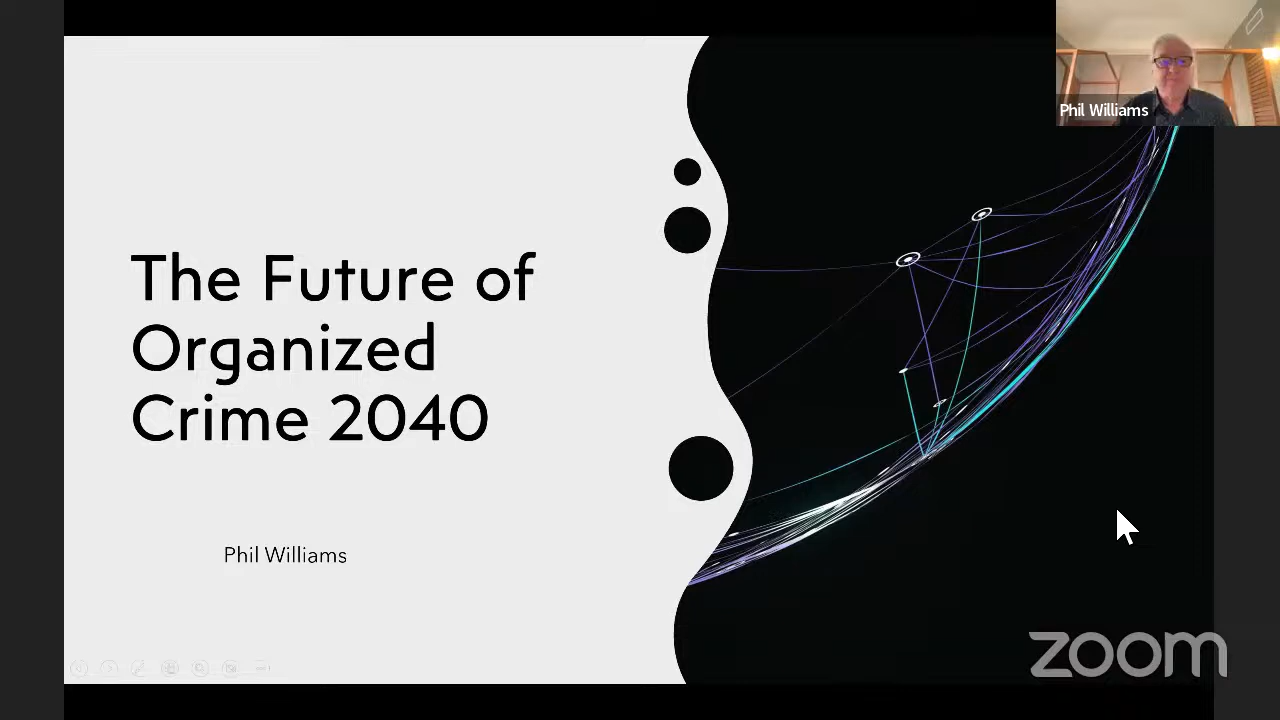 Phil Williams
The Future of
Organized
Crime 2040
Phil Williams
zoom